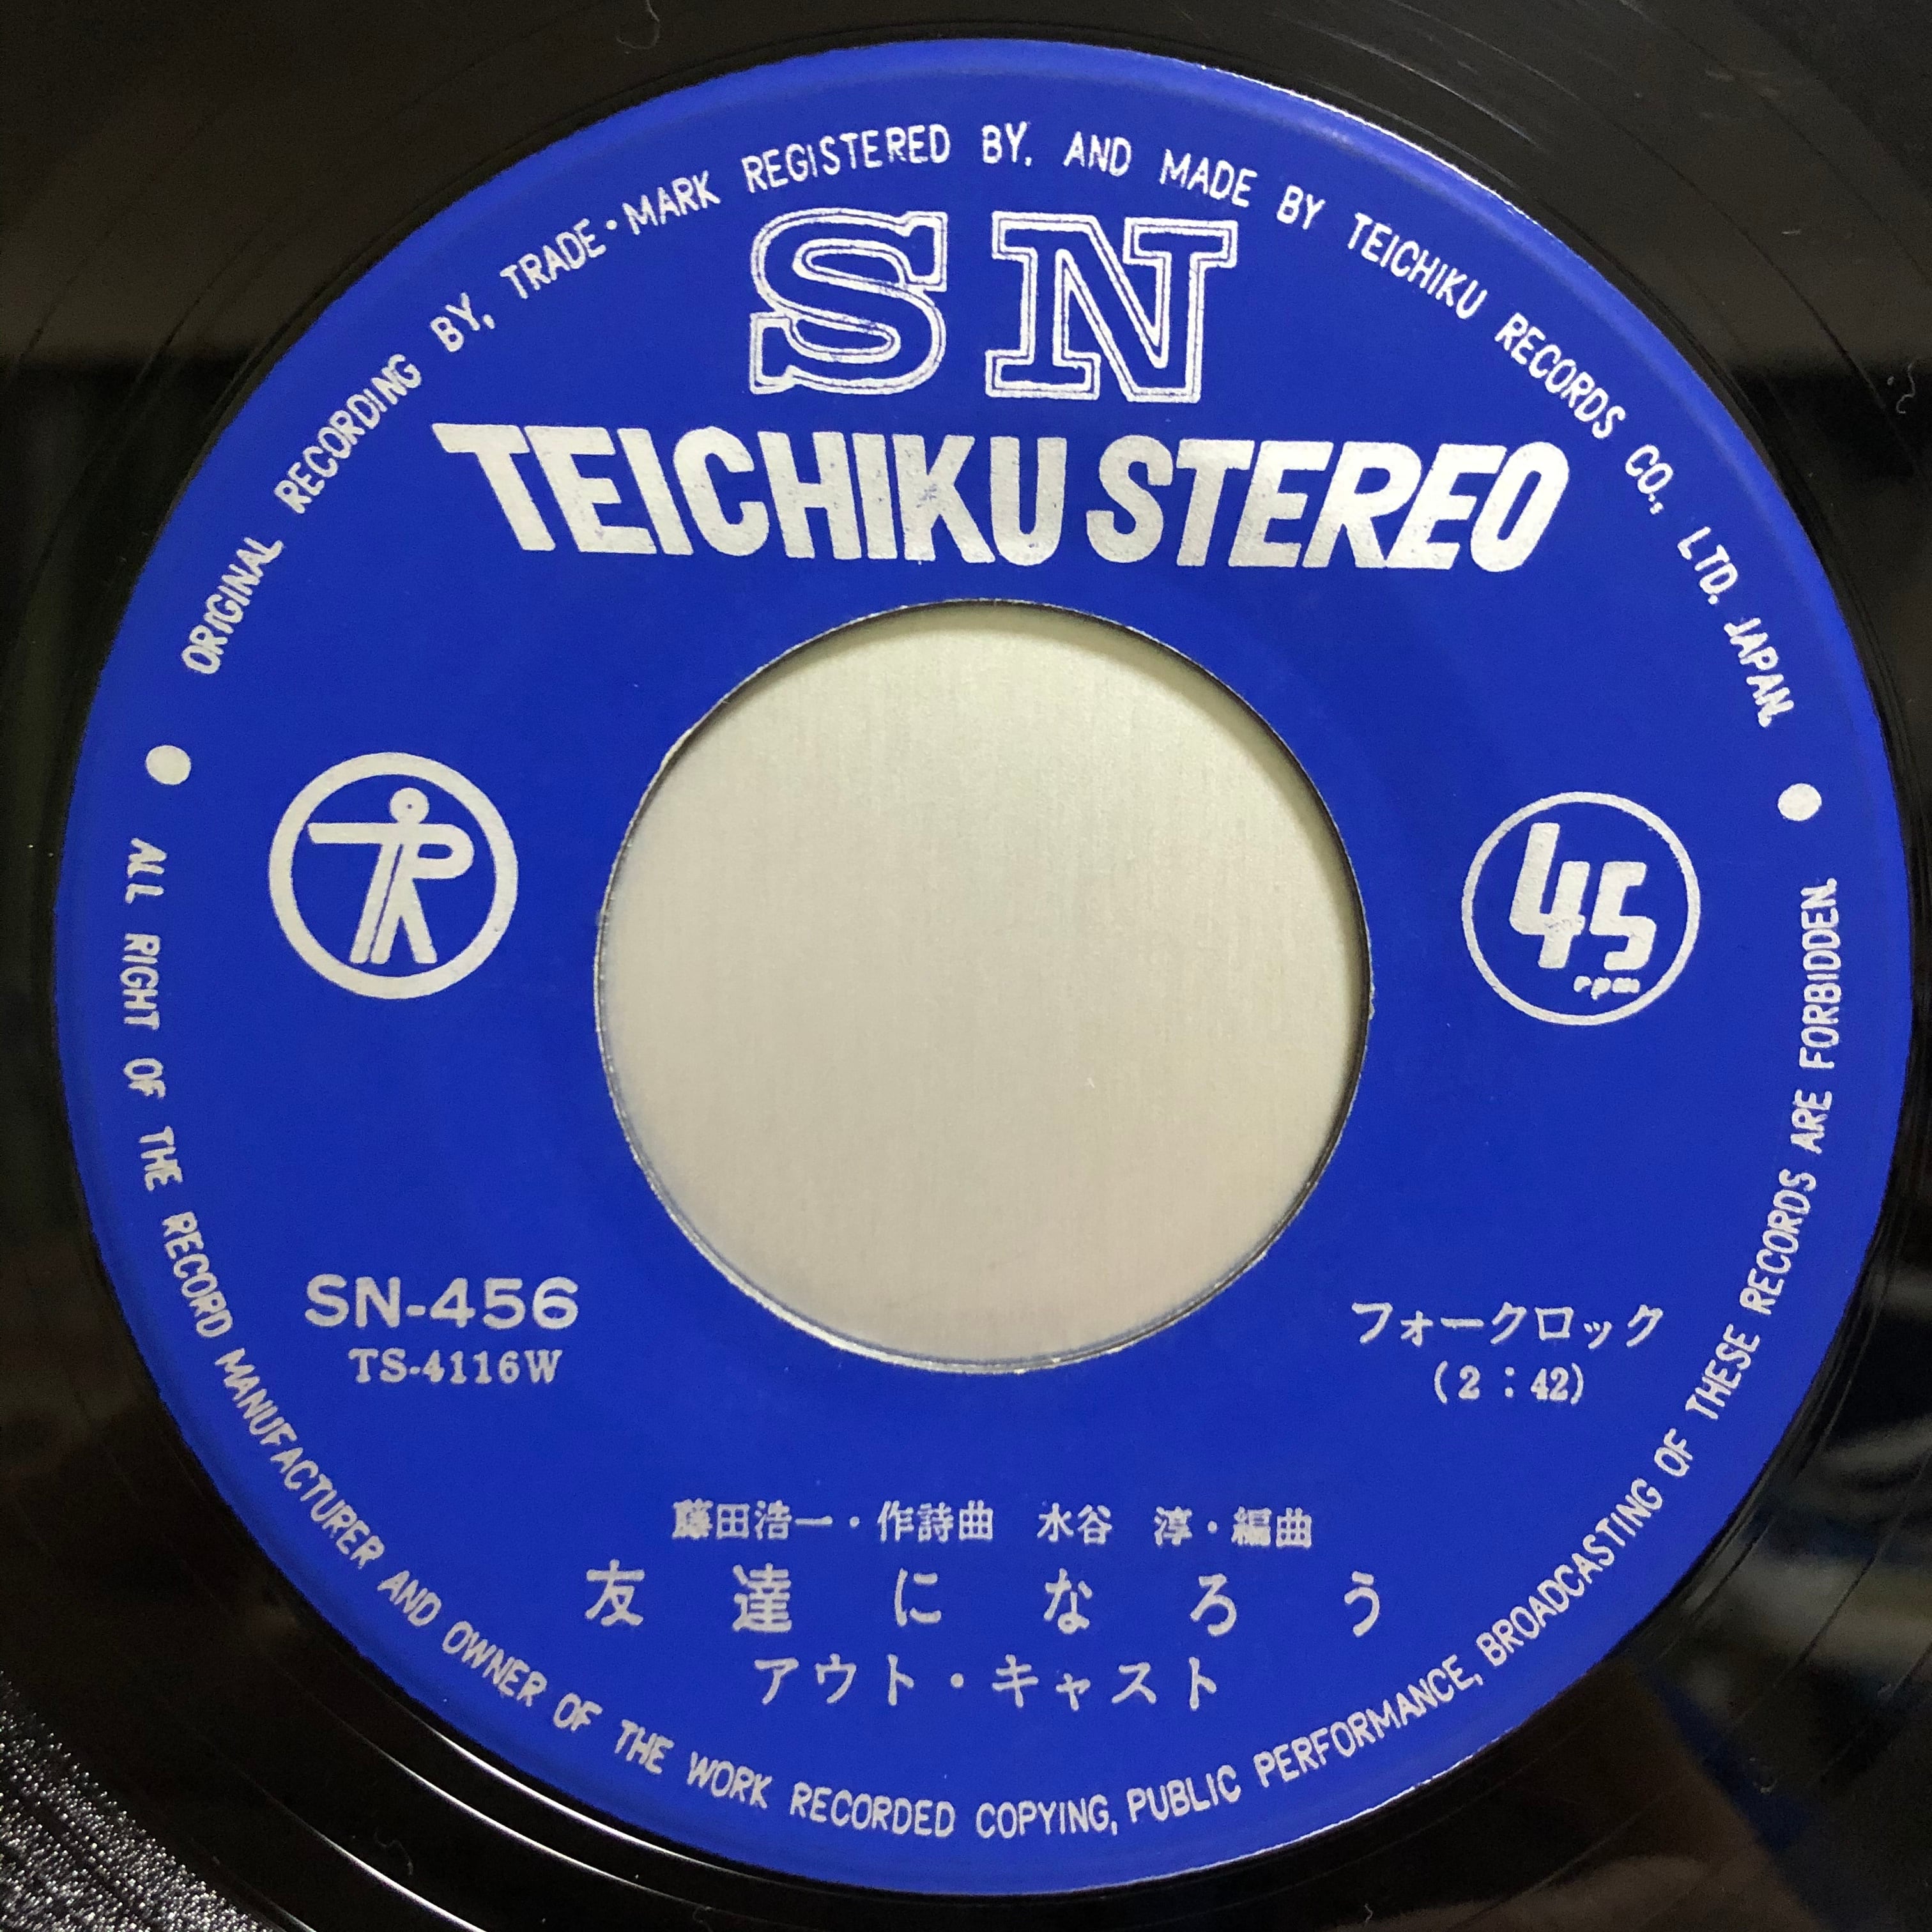 ORIGINAL RECORDING BY, TRADE・MARK REGISTERED BY. AND MADE BY TEICHIKU RECORDS CO., LTD. JAPAN.
SN
TEICHIKU STEREO
TR
45
rpm
SN-456
TS-4116W
フォークロック
(2:42)
藤田浩一・作詩曲 水谷 淳・編曲
友達になろう
アウト・キャスト
ALL RIGHT OF THE RECORD MANUFACTURER AND OWNER OF THE WORK RECORDED COPYING, PUBLIC PERFORMANCE, BROADCASTING OF THESE RECORDS ARE FORBIDDEN.